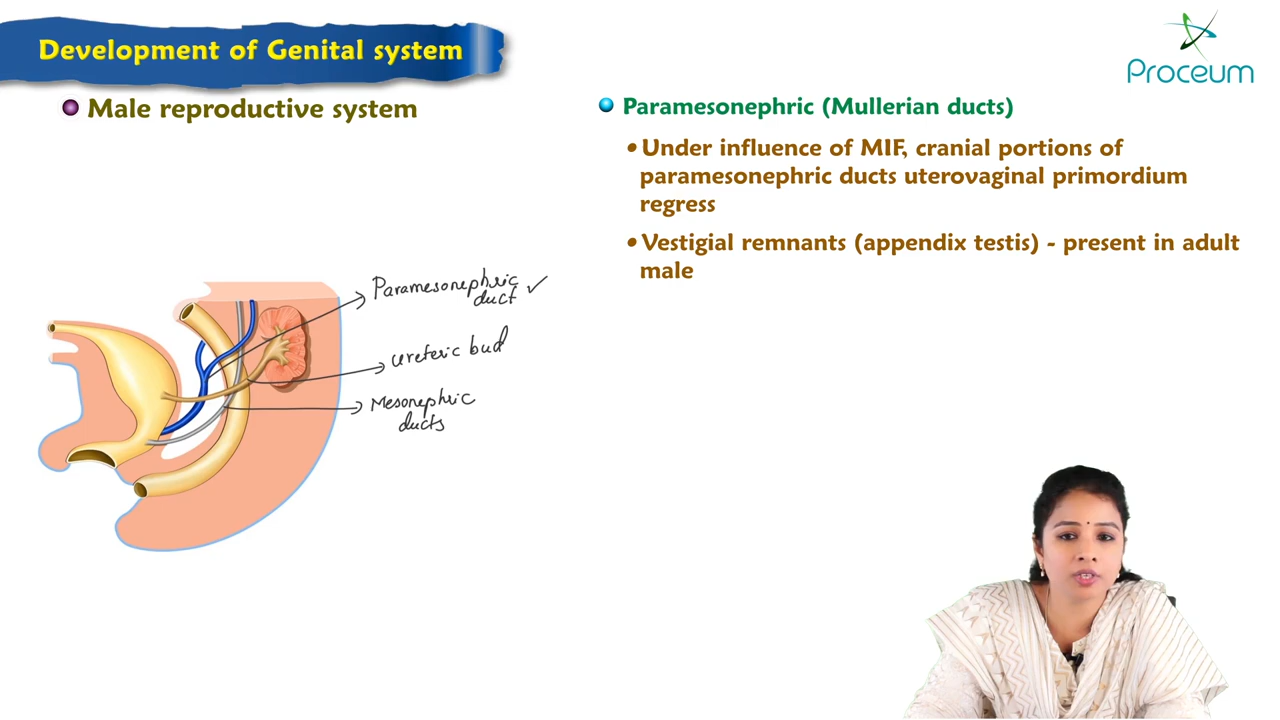 Development of Genital system
Proceum
Male reproductive system
Paramesonephric (Mullerian ducts)
Under influence of MIF, cranial portions of
paramesonephric ducts uterovaginal primordium
regress
Vestigial remnants (appendix testis) - present in adult
male
Paramesonephric
duct ✓
ureteric bud
Mesonephric
ducts